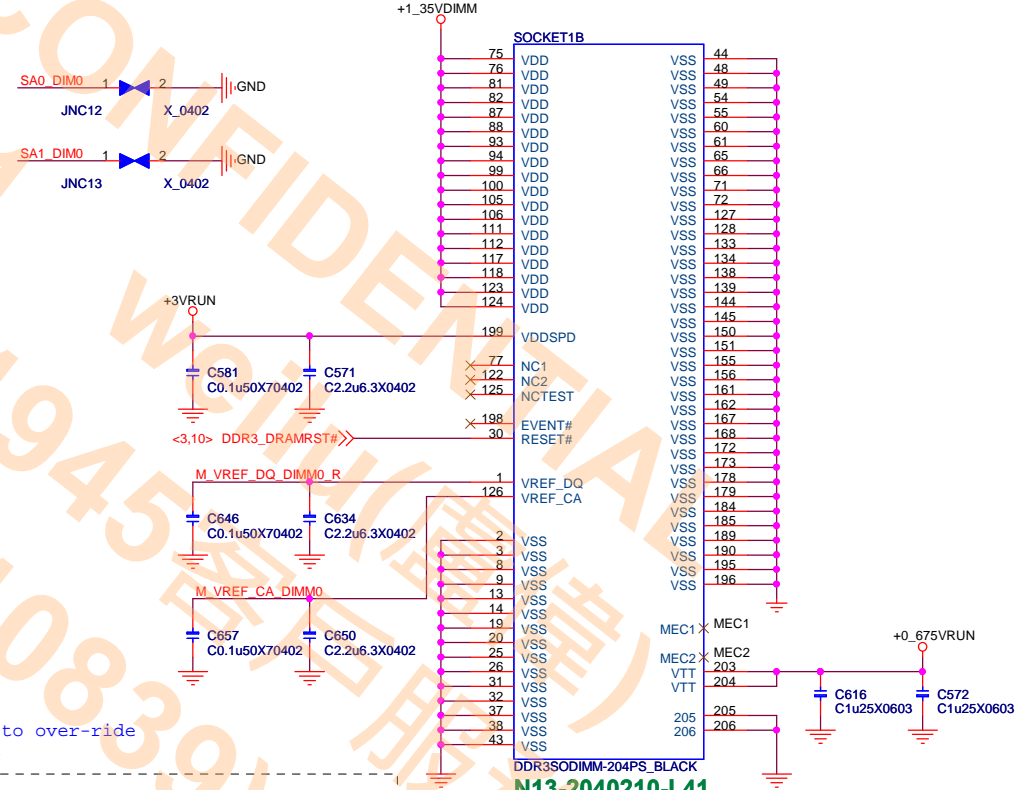 +1_35VDIMM
SOCKET1B
SA0_DIM0 1 2 GND
JNC12 X_0402
SA1_DIM0 1 2 GND
JNC13 X_0402
75 VDD VSS 44
76 VDD VSS 48
81 VDD VSS 49
82 VDD VSS 54
87 VDD VSS 55
88 VDD VSS 60
93 VDD VSS 61
94 VDD VSS 65
99 VDD VSS 66
100 VDD VSS 71
105 VDD VSS 72
106 VDD VSS 127
111 VDD VSS 128
112 VDD VSS 133
117 VDD VSS 134
118 VDD VSS 138
123 VDD VSS 139
124 VDD VSS 144
VSS 145
+3VRUN
199 VDDSPD VSS 150
VSS 151
77 NC1 VSS 155
122 NC2 VSS 156
125 NCTEST VSS 161
VSS 162
198 EVENT# VSS 167
30 RESET# VSS 168
C581 C571
C0.1u50X70402 C2.2u6.3X0402
<3,10> DDR3_DRAMRST#
VSS 172
VSS 173
M_VREF_DQ_DIMM0_R
1 VREF_DQ VSS 178
126 VREF_CA VSS 179
VSS 184
VSS 185
C646 C634
C0.1u50X70402 C2.2u6.3X0402
2 VSS VSS 189
3 VSS VSS 190
8 VSS VSS 195
9 VSS VSS 196
13 VSS
14 VSS
M_VREF_CA_DIMM0
19 VSS MEC1 MEC1
20 VSS
25 VSS MEC2 MEC2
26 VSS VTT 203
31 VSS VTT 204
32 VSS
37 VSS 205 205
38 VSS 206 206
43 VSS
C657 C650
C0.1u50X70402 C2.2u6.3X0402
+0_675VRUN
C616 C572
C1u25X0603 C1u25X0603
to over-ride
DDR3SODIMM-204PS_BLACK
N13-2040210-L41
CONFIDENTIAL
weilu(盧偉)